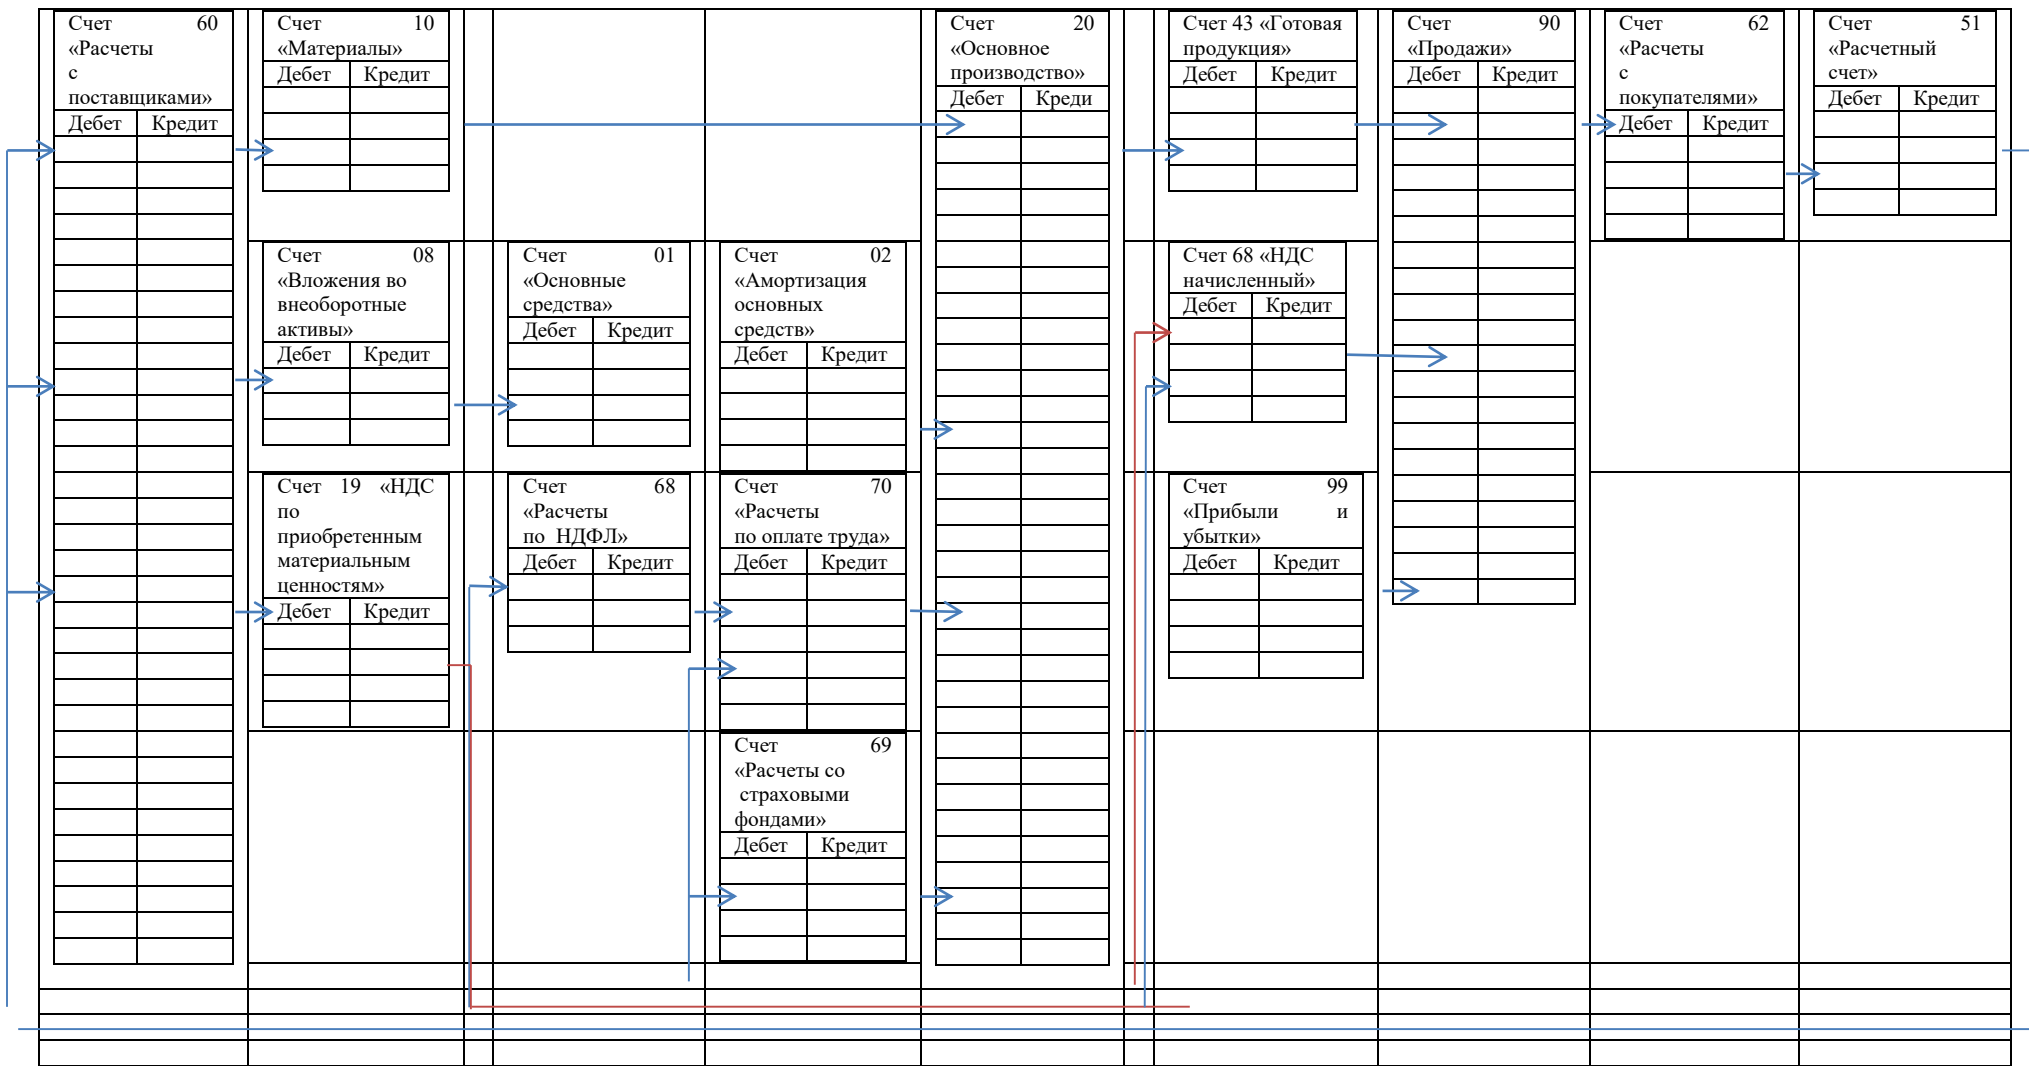 Счет 60
«Расчеты
с
поставщиками»
Дебет Кредит
Счет 10
«Материалы»
Дебет Кредит
Счет 20
«Основное
производство»
Дебет Креди
Счет 43 «Готовая
продукция»
Дебет Кредит
Счет 90
«Продажи»
Дебет Кредит
Счет 62
«Расчеты
с
покупателями»
Дебет Кредит
Счет 51
«Расчетный
счет»
Дебет Кредит
Счет 08
«Вложения во
внеоборотные
активы»
Дебет Кредит
Счет 01
«Основные
средства»
Дебет Кредит
Счет 02
«Амортизация
основных
средств»
Дебет Кредит
Счет 68 «НДС
начисленный»
Дебет Кредит
Счет 19 «НДС
по
приобретенным
материальным
ценностям»
Дебет Кредит
Счет 68
«Расчеты
по НДФЛ»
Дебет Кредит
Счет 70
«Расчеты
по оплате труда»
Дебет Кредит
Счет 99
«Прибыли и
убытки»
Дебет Кредит
Счет 69
«Расчеты со
страховыми
фондами»
Дебет Кредит